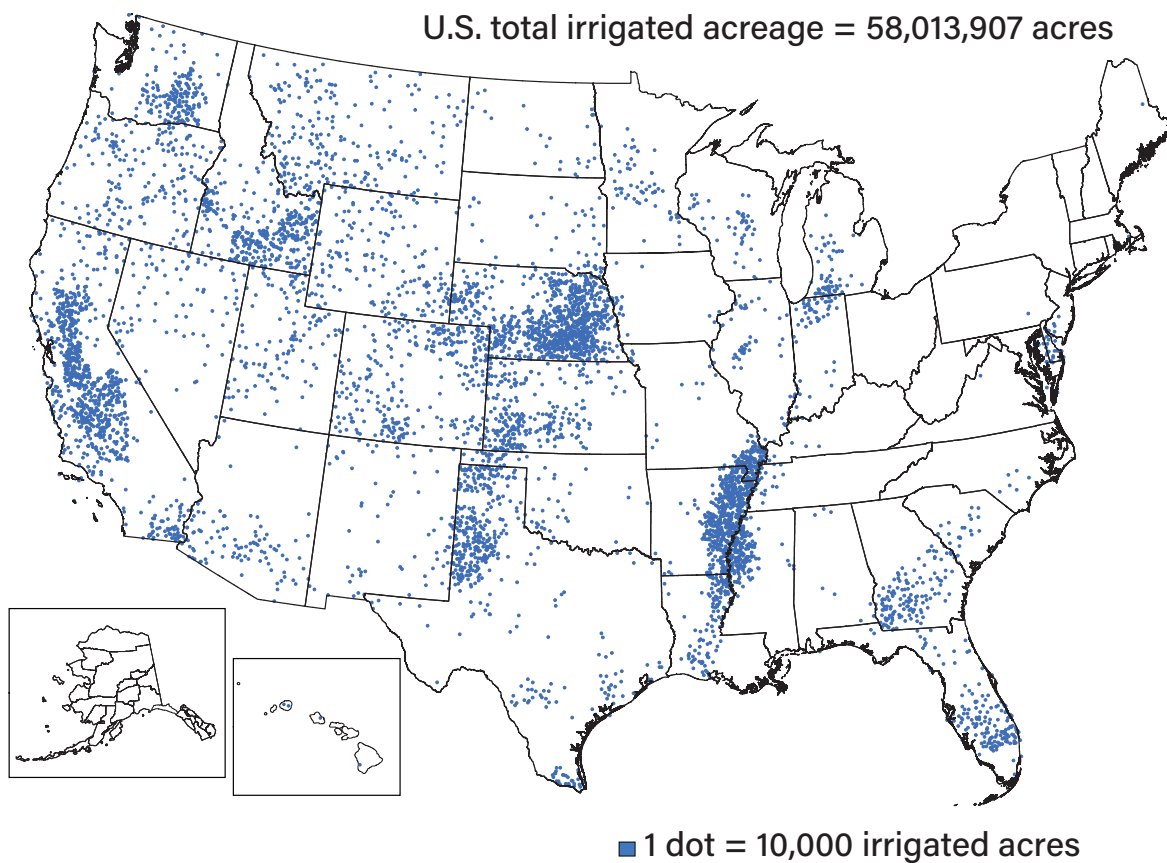 U.S. total irrigated acreage = 58,013,907 acres
1 dot = 10,000 irrigated acres